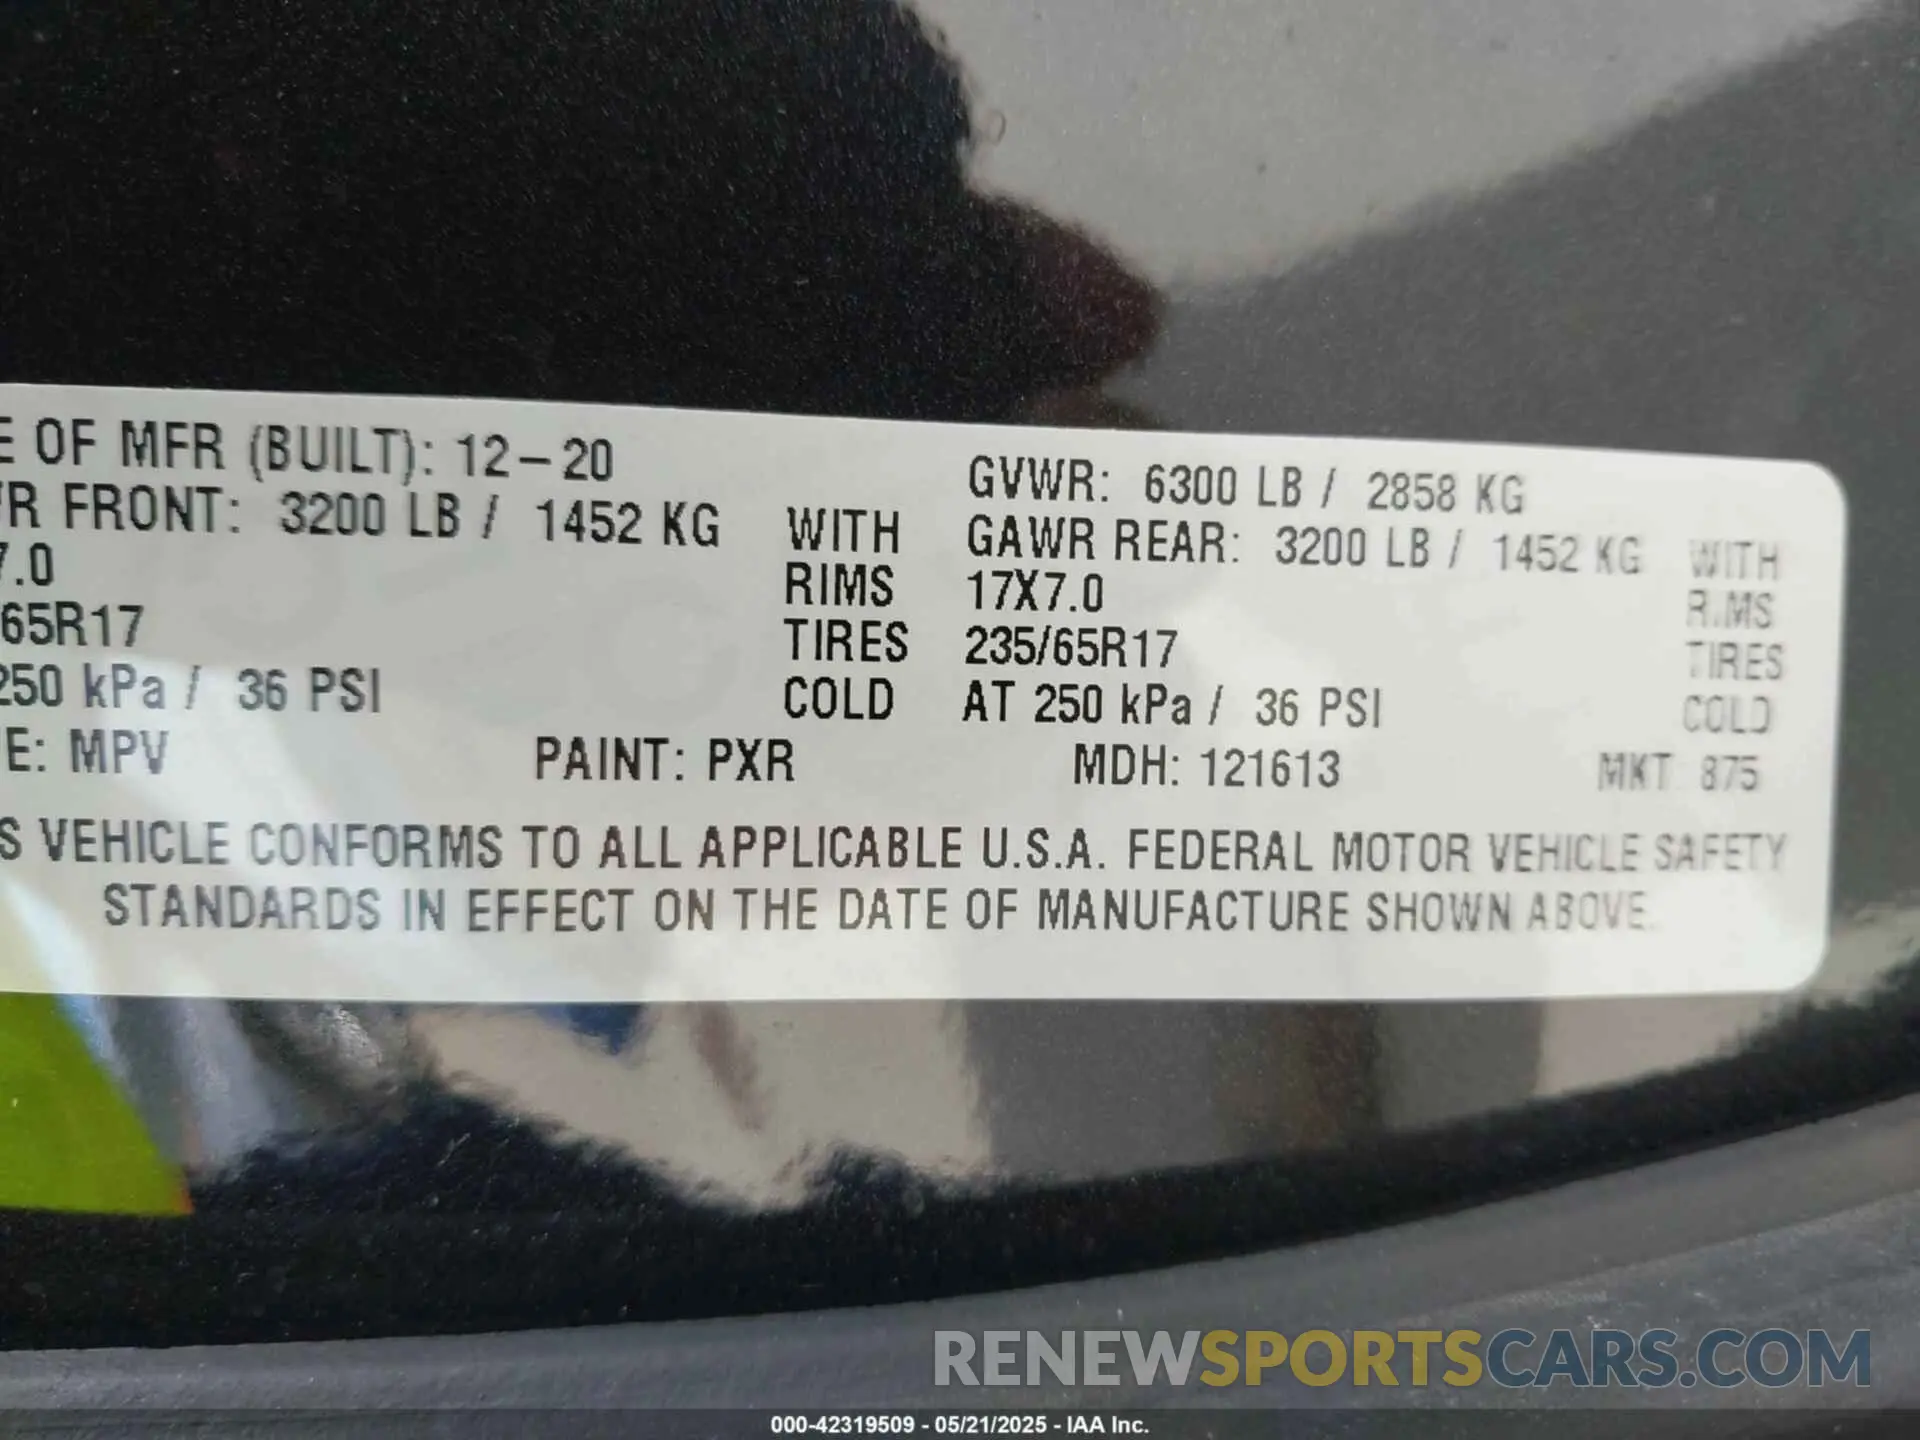 E OF MFR (BUILT): 12-20 GVWR: 6300 LB / 2858 KG
R FRONT: 3200 LB / 1452 KG WITH GAWR REAR: 3200 LB / 1452 KG WITH
7.0 RIMS 17X7.0 RIMS
65R17 TIRES 235/65R17 TIRES
250 kPa / 36 PSI COLD AT 250 kPa / 36 PSI COLD
E: MPV PAINT: PXR MDH: 121613 MKT 875
S VEHICLE CONFORMS TO ALL APPLICABLE U.S.A. FEDERAL MOTOR VEHICLE SAFETY
STANDARDS IN EFFECT ON THE DATE OF MANUFACTURE SHOWN ABOVE.
RENEWSPORTSCARS.COM
000-42319509 - 05/21/2025 - IAA Inc.